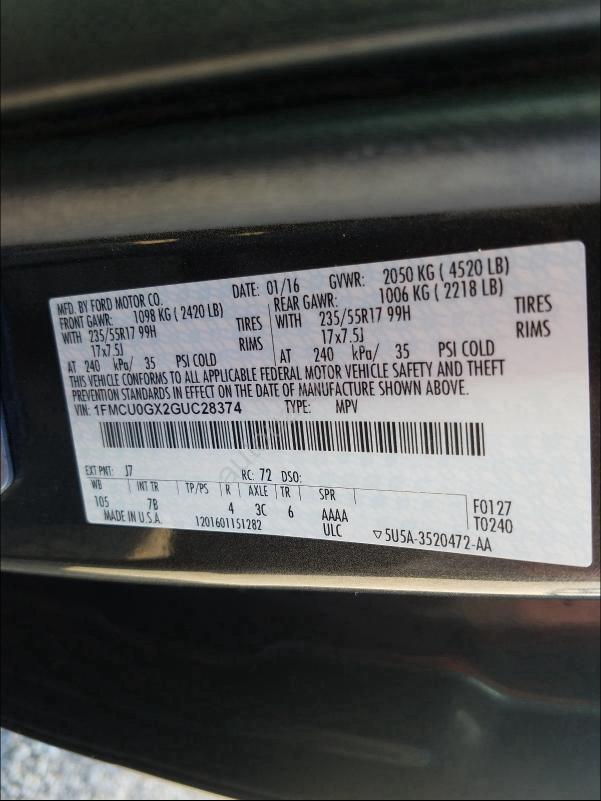 MFD. BY FORD MOTOR CO.
DATE: 01/16 GVWR: 2050 KG ( 4520 LB)
FRONT GAWR: 1098 KG ( 2420 LB) REAR GAWR: 1006 KG ( 2218 LB)
WITH 235/55R17 99H TIRES WITH 235/55R17 99H TIRES
17x7.5J RIMS 17x7.5J RIMS
AT 240 kPa/ 35 PSI COLD AT 240 kPa/ 35 PSI COLD
THIS VEHICLE CONFORMS TO ALL APPLICABLE FEDERAL MOTOR VEHICLE SAFETY AND THEFT
PREVENTION STANDARDS IN EFFECT ON THE DATE OF MANUFACTURE SHOWN ABOVE.
VIN: 1FMCU0GX2GUC28374 TYPE: MPV
EXT PNT: J7 RC: 72 DSO:
WB INT TR TP/PS R AXLE TR SPR
105 7B 4 3C 6 AAAA
ULC
F0127
T0240
MADE IN U.S.A. 1201601151282 ▽5U5A-3520472-AA